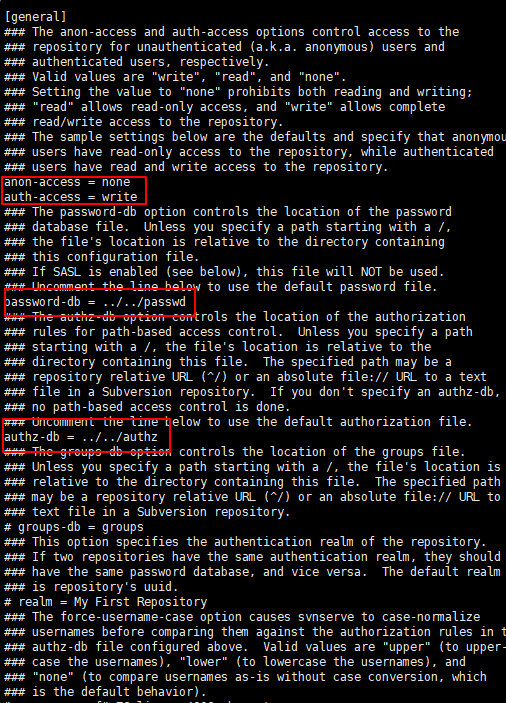 [general]
### The anon-access and auth-access options control access to the
### repository for unauthenticated (a.k.a. anonymous) users and
### authenticated users, respectively.
### Valid values are "write", "read", and "none".
### Setting the value to "none" prohibits both reading and writing;
### "read" allows read-only access, and "write" allows complete
### read/write access to the repository.
### The sample settings below are the defaults and specify that anonymou
### users have read-only access to the repository, while authenticated
### users have read and write access to the repository.
anon-access = none
auth-access = write
### The password-db option controls the location of the password
### database file.  Unless you specify a path starting with a /,
### the file's location is relative to the directory containing
### this configuration file.
### If SASL is enabled (see below), this file will NOT be used.
### Uncomment the line below to use the default password file.
password-db = ../../passwd
### The authz-db option controls the location of the authorization
### rules for path-based access control.  Unless you specify a path
### starting with a /, the file's location is relative to the
### directory containing this file.  The specified path may be a
### repository relative URL (^/) or an absolute file:// URL to a text
### file in a Subversion repository.  If you don't specify an authz-db,
### no path-based access control is done.
### Uncomment the line below to use the default authorization file.
authz-db = ../../authz
### The groups-db option controls the location of the groups file.
### Unless you specify a path starting with a /, the file's location is
### relative to the directory containing this file.  The specified path
### may be a repository relative URL (^/) or an absolute file:// URL to
### text file in a Subversion repository.
# groups-db = groups
### This option specifies the authentication realm of the repository.
### If two repositories have the same authentication realm, they should
### have the same password database, and vice versa.  The default realm
### is repository's uuid.
# realm = My First Repository
### The force-username-case option causes svnserve to case-normalize
### usernames before comparing them against the authorization rules in t
### authz-db file configured above.  Valid values are "upper" (to upper-
### case the usernames), "lower" (to lowercase the usernames), and
### "none" (to compare usernames as-is without case conversion, which
### is the default behavior).